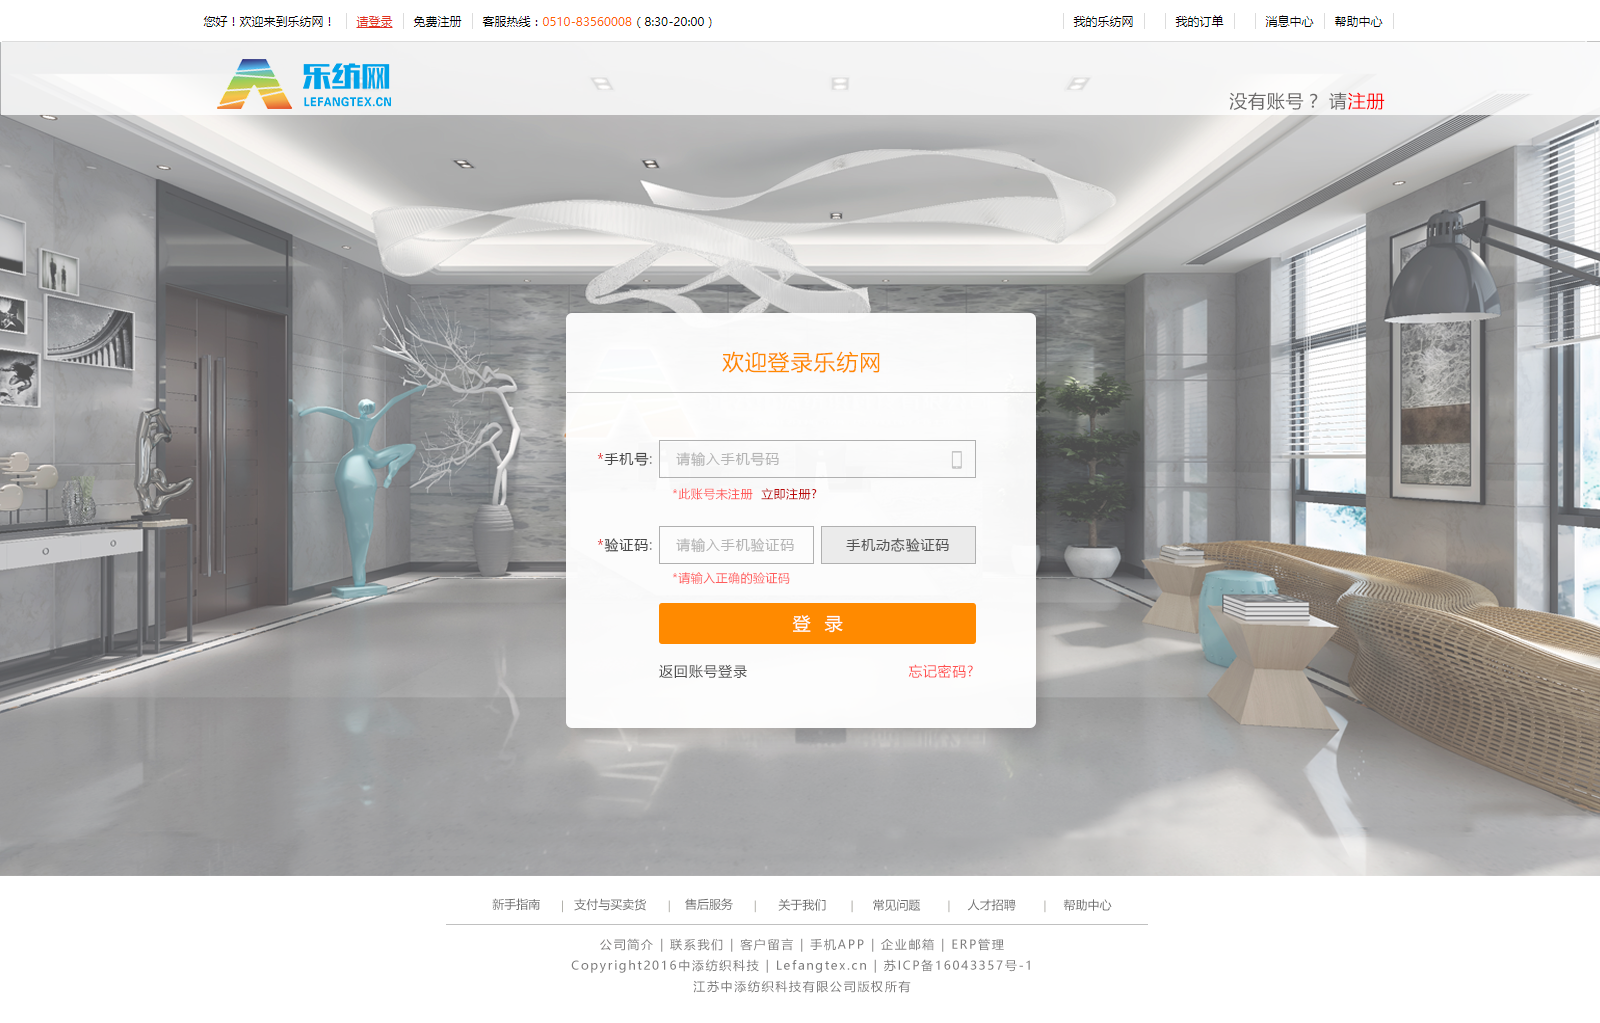 您好！欢迎来到乐纺网！ 请登录 免费注册 客服热线：0510-83560008（8:30-20:00） 我的乐纺网 我的订单 消息中心 帮助中心
乐纺网
LEFANGTEX.CN
没有账号？ 请注册
欢迎登录乐纺网
*手机号: 请输入手机号码
*此账号未注册 立即注册?
*验证码: 请输入手机验证码 手机动态验证码
*请输入正确的验证码
登 录
返回账号登录 忘记密码?
新手指南 | 支付与买卖货 | 售后服务 | 关于我们 | 常见问题 | 人才招聘 | 帮助中心
公司简介 | 联系我们 | 客户留言 | 手机APP | 企业邮箱 | ERP管理
Copyright2016中添纺织科技 | Lefangtex.cn | 苏ICP备16043357号-1
江苏中添纺织科技有限公司版权所有